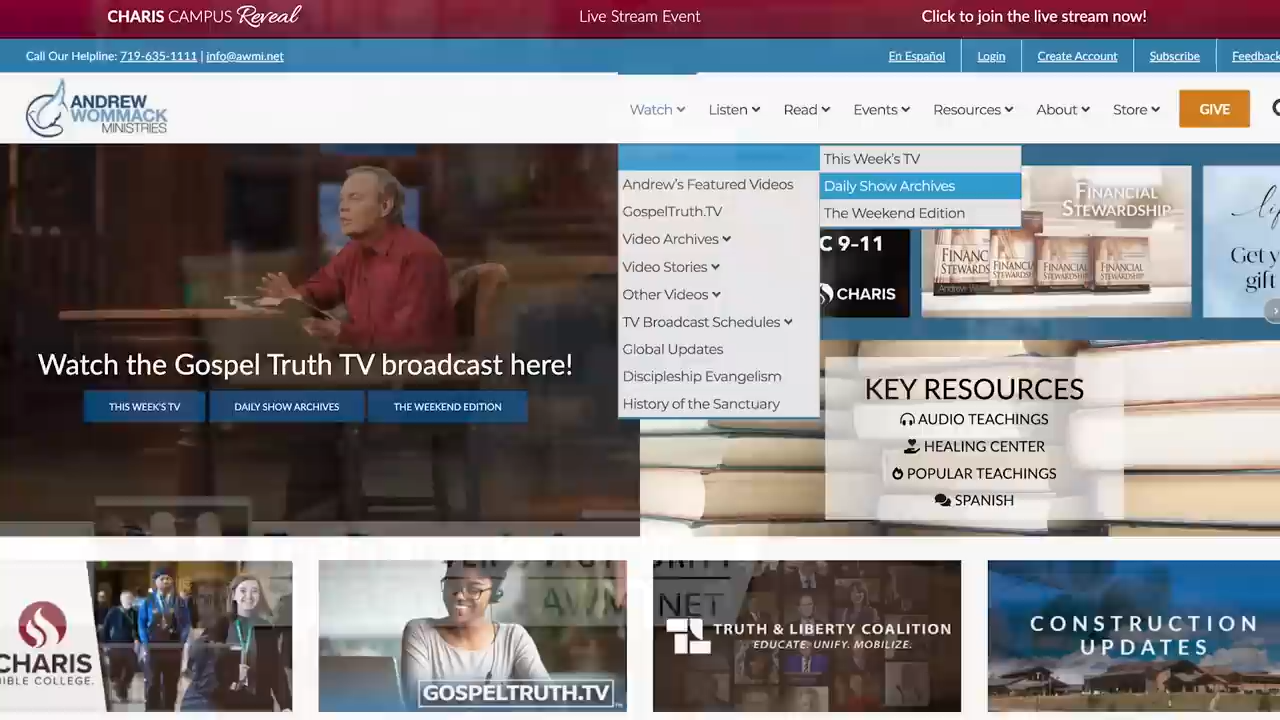 CHARIS CAMPUS Reveal
Live Stream Event
Click to join the live stream now!
Call Our Helpline: 719-635-1111 | info@awmi.net
En Español
Login
Create Account
Subscribe
Feedback
ANDREW
WOMMACK
MINISTRIES
Watch
Listen
Read
Events
Resources
About
Store
GIVE
This Week's TV
Daily Show Archives
The Weekend Edition
Andrew's Featured Videos
GospelTruth.TV
Video Archives
Video Stories
Other Videos
TV Broadcast Schedules
Global Updates
Discipleship Evangelism
History of the Sanctuary
C 9-11
CHARIS
FINANCIAL
STEWARDSHIP
Get y
gift
Watch the Gospel Truth TV broadcast here!
THIS WEEK'S TV
DAILY SHOW ARCHIVES
THE WEEKEND EDITION
KEY RESOURCES
AUDIO TEACHINGS
HEALING CENTER
POPULAR TEACHINGS
SPANISH
CHARIS
BIBLE COLLEGE.
GOSPELTRUTH.TV
TRUTH & LIBERTY COALITION
EDUCATE. UNIFY. MOBILIZE.
CONSTRUCTION
UPDATES